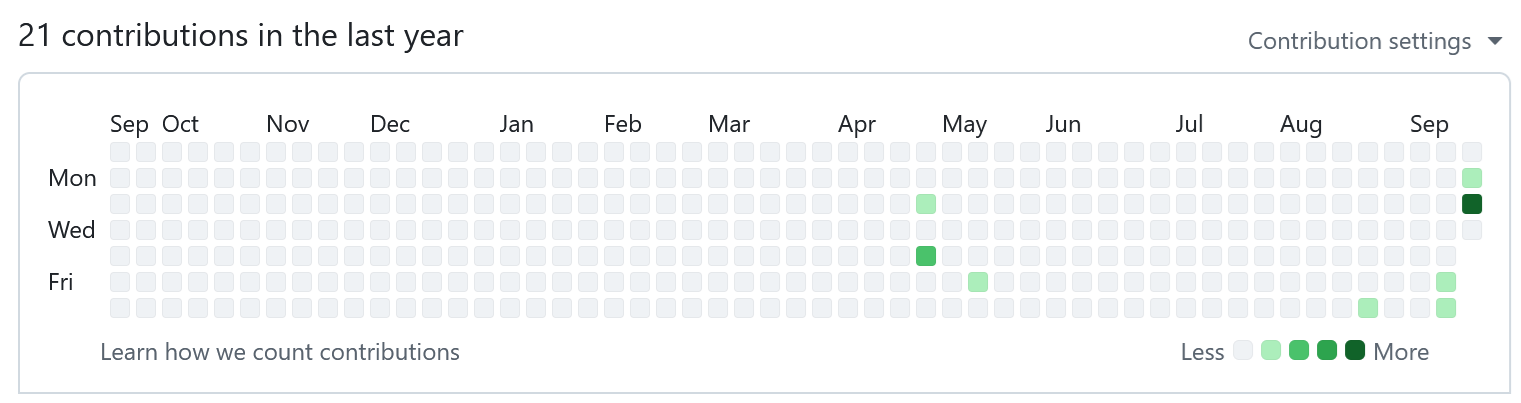 21 contributions in the last year
Contribution settings
Sep Oct Nov Dec Jan Feb Mar Apr May Jun Jul Aug Sep
Mon
Wed
Fri
Learn how we count contributions
Less More